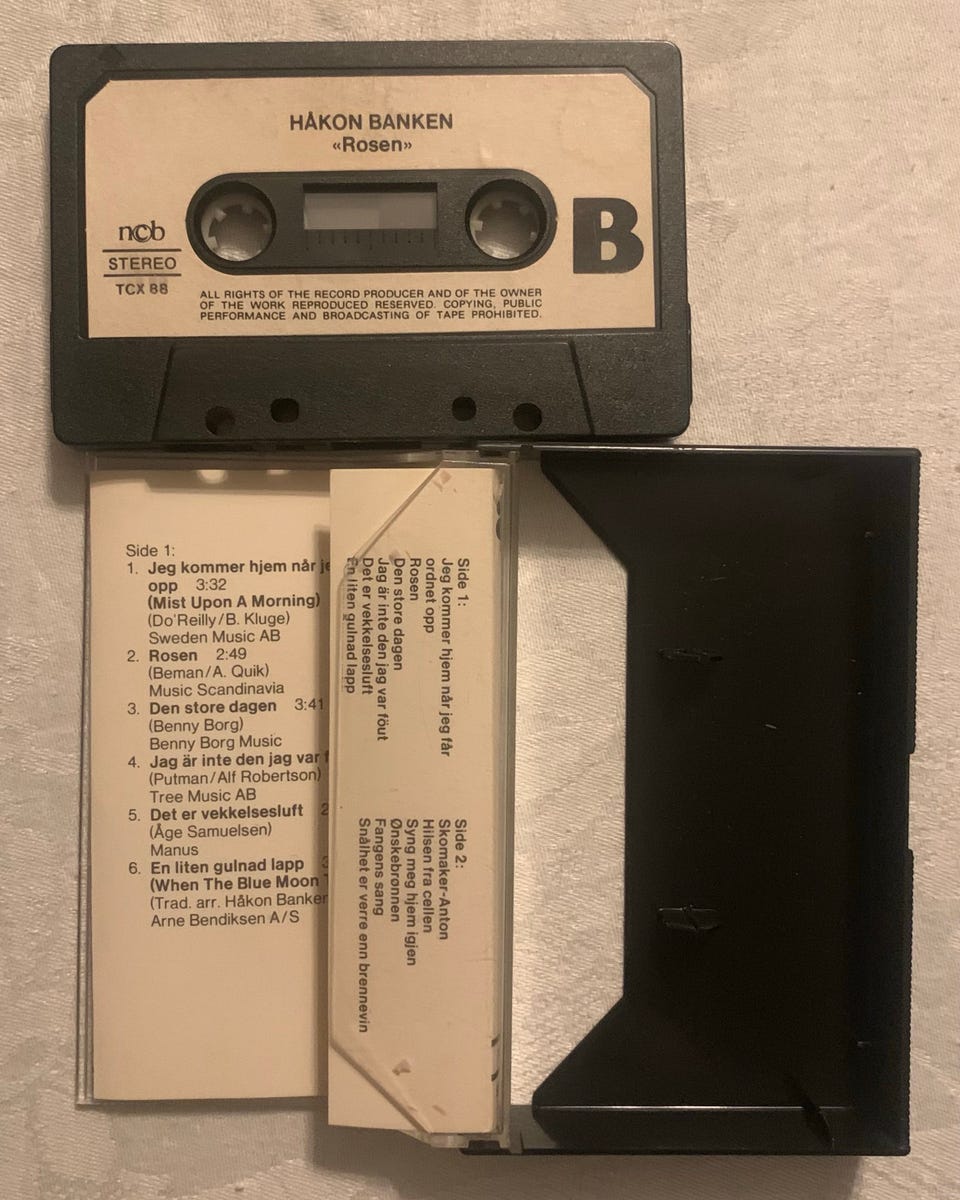 HÅKON BANKEN
«Rosen»
ncb
STEREO
TCX 88
B
ALL RIGHTS OF THE RECORD PRODUCER AND OF THE OWNER
OF THE WORK REPRODUCED RESERVED. COPYING, PUBLIC
PERFORMANCE AND BROADCASTING OF TAPE PROHIBITED.
Side 1:
1. Jeg kommer hjem når je
opp 3:32
(Mist Upon A Morning)
(Do'Reilly/B. Kluge)
Sweden Music AB
2. Rosen 2:49
(Beman/A. Quik)
Music Scandinavia
3. Den store dagen 3:41
(Benny Borg)
Benny Borg Music
4. Jag är inte den jag var
(Putman/Alf Robertson)
Tree Music AB
5. Det er vekkelsesluft 2
(Åge Samuelsen)
Manus
6. En liten gulnad lapp 3
(When The Blue Moon
(Trad. arr. Håkon Banken
Arne Bendiksen A/S
Side 1:
Jeg kommer hjem når jeg får
ordnet opp
Rosen
Den store dagen
Jag är inte den jag var föut
Det er vekkelsesluft
En liten gulnad lapp
Side 2:
Skomaker-Anton
Hilsen fra cellen
Syng meg hjem igjen
Ønskebrønnen
Fangens sang
Snålhet er verre enn brennevin